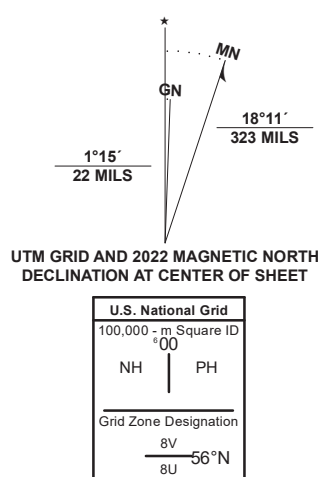 ★
MN
GN
18°11´
323 MILS
1°15´
22 MILS
UTM GRID AND 2022 MAGNETIC NORTH
DECLINATION AT CENTER OF SHEET
U.S. National Grid
100,000 - m Square ID
⁶00
NH PH
Grid Zone Designation
8V
56°N
8U